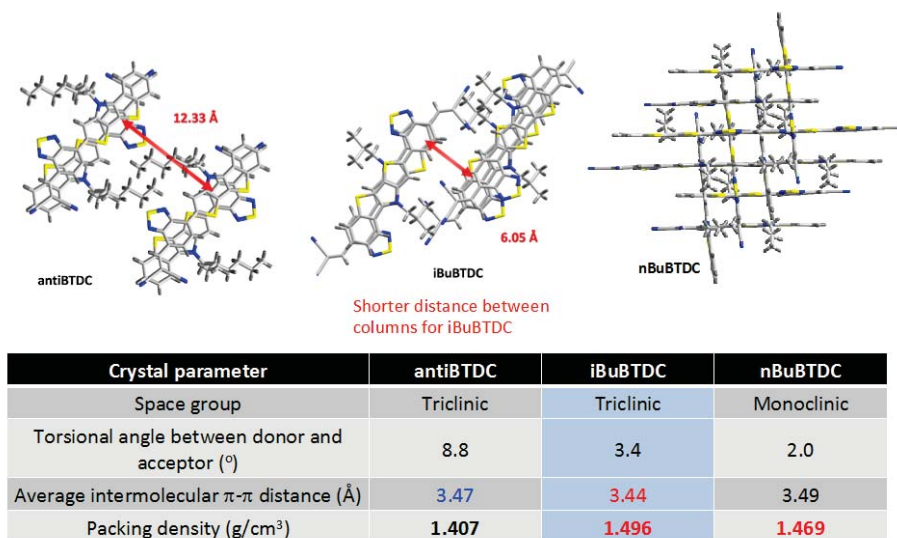 12.33 Å
antiBTDC
6.05 Å
iBuBTDC
nBuBTDC
Shorter distance between
columns for iBuBTDC
Crystal parameter antiBTDC iBuBTDC nBuBTDC
Space group Triclinic Triclinic Monoclinic
Torsional angle between donor and
acceptor (°) 8.8 3.4 2.0
Average intermolecular π-π distance (Å) 3.47 3.44 3.49
Packing density (g/cm³) 1.407 1.496 1.469